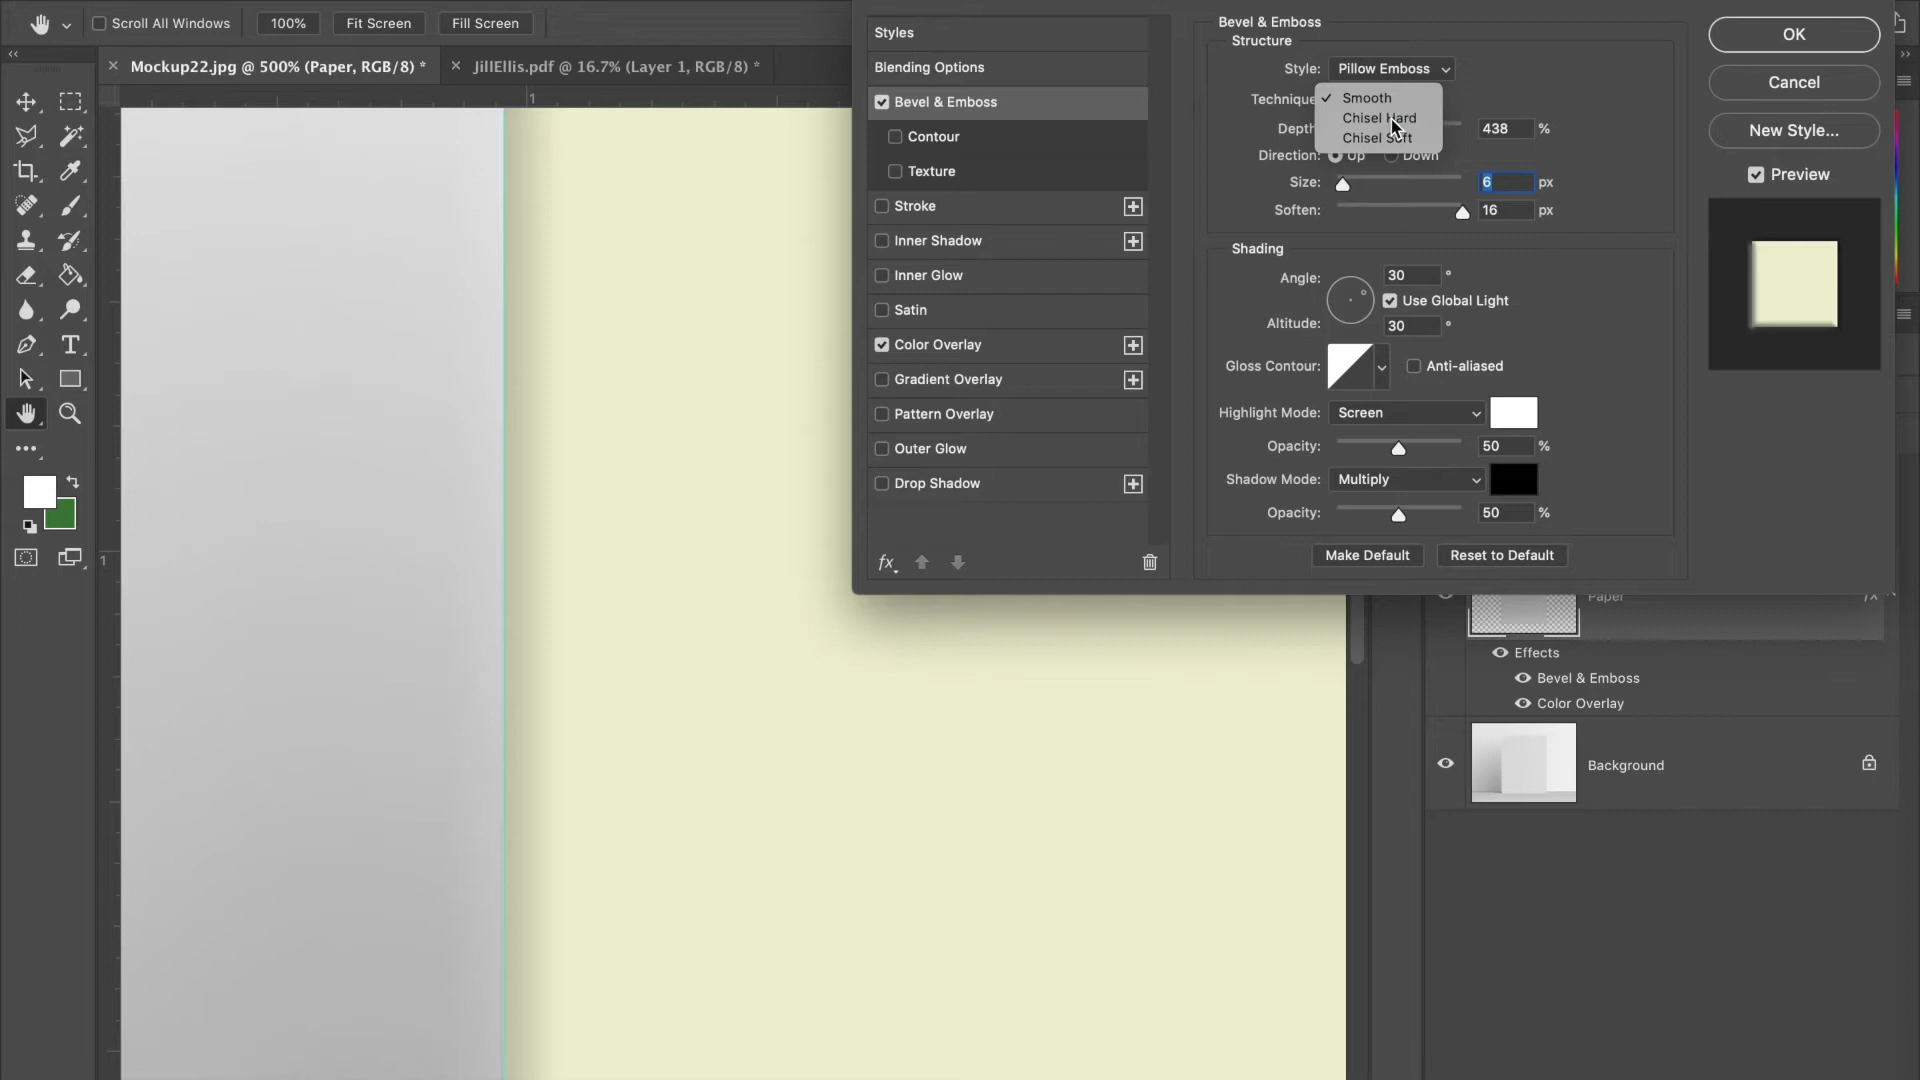 Scroll All Windows
100%
Fit Screen
Fill Screen
Mockup22.jpg @ 500% (Paper, RGB/8) *
JillEllis.pdf @ 16.7% (Layer 1, RGB/8) *
1
1
Styles
Blending Options
Bevel & Emboss
Contour
Texture
Stroke
Inner Shadow
Inner Glow
Satin
Color Overlay
Gradient Overlay
Pattern Overlay
Outer Glow
Drop Shadow
fx
Bevel & Emboss
Structure
Style: Pillow Emboss
Technique
Smooth
Chisel Hard
Chisel Soft
Depth 438 %
Direction: Up Down
Size: 6 px
Soften: 16 px
Shading
Angle: 30 °
Use Global Light
Altitude: 30 °
Gloss Contour: Anti-aliased
Highlight Mode: Screen
Opacity: 50 %
Shadow Mode: Multiply
Opacity: 50 %
Make Default
Reset to Default
OK
Cancel
New Style...
Preview
Paper
Effects
Bevel & Emboss
Color Overlay
Background